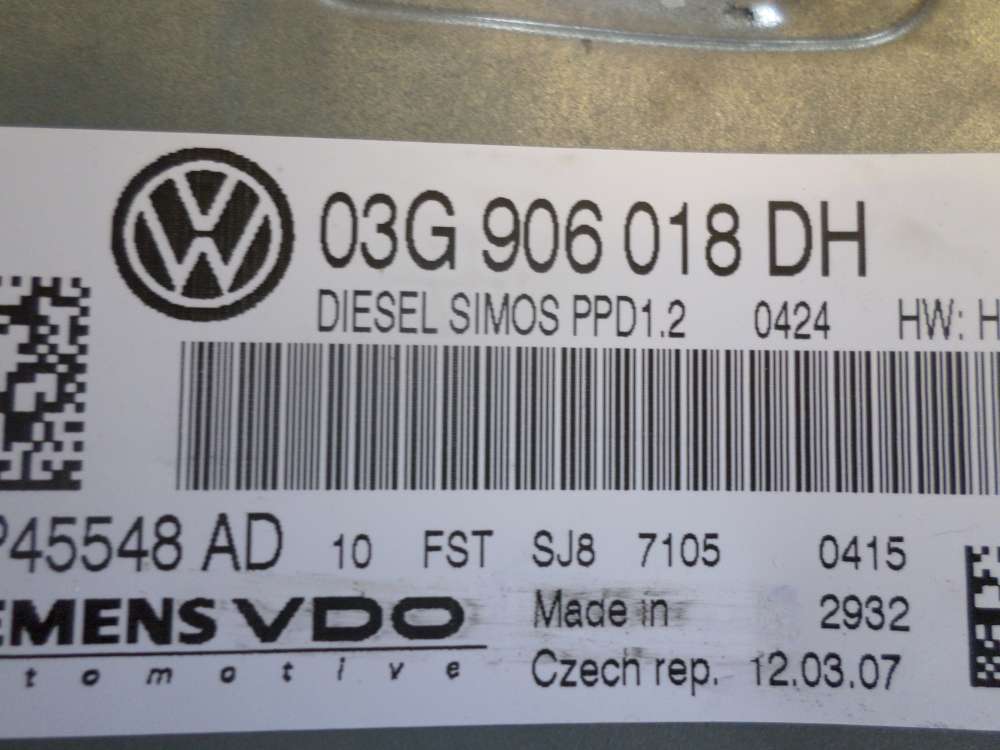 03G 906 018 DH
DIESEL SIMOS PPD1.2 0424 HW: H
P45548 AD 10 FST SJ8 7105 0415
EMENS VDO Made in 2932
tomotive Czech rep. 12.03.07